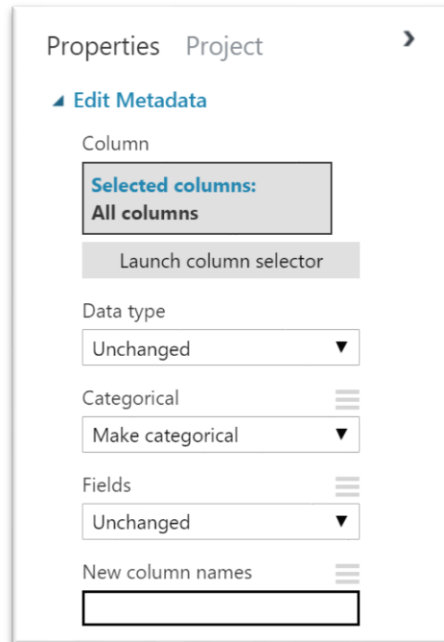 Properties Project
Edit Metadata
Column
Selected columns:
All columns
Launch column selector
Data type
Unchanged
Categorical
Make categorical
Fields
Unchanged
New column names